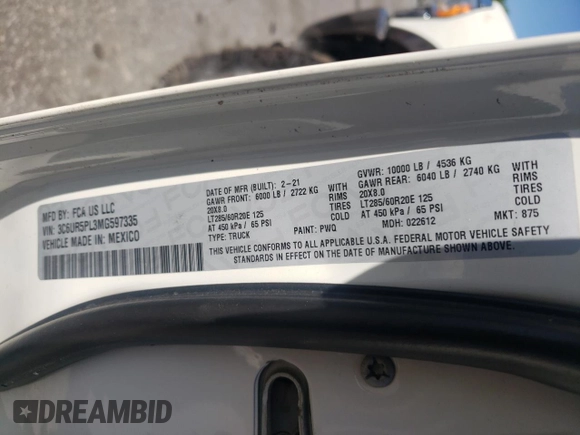 MFD BY: FCA US LLC
VIN: 3C6UR5PL3MG597335
VEHICLE MADE IN: MEXICO
DATE OF MFR (BUILT): 2-21
GAWR FRONT: 6000 LB / 2722 KG
20X8.0 RIMS
LT285/60R20E 125 TIRES
AT 450 kPa / 65 PSI COLD
TYPE: TRUCK PAINT: PWQ
GVWR: 10000 LB / 4536 KG
GAWR REAR: 6040 LB / 2740 KG
20X8.0 RIMS
LT285/60R20E 125 TIRES
AT 450 kPa / 65 PSI COLD
MDH: 022612 MKT: 875
THIS VEHICLE CONFORMS TO ALL APPLICABLE U.S.A. FEDERAL MOTOR VEHICLE SAFETY
STANDARDS IN EFFECT ON THE DATE OF MANUFACTURE SHOWN ABOVE.
DREAMBID